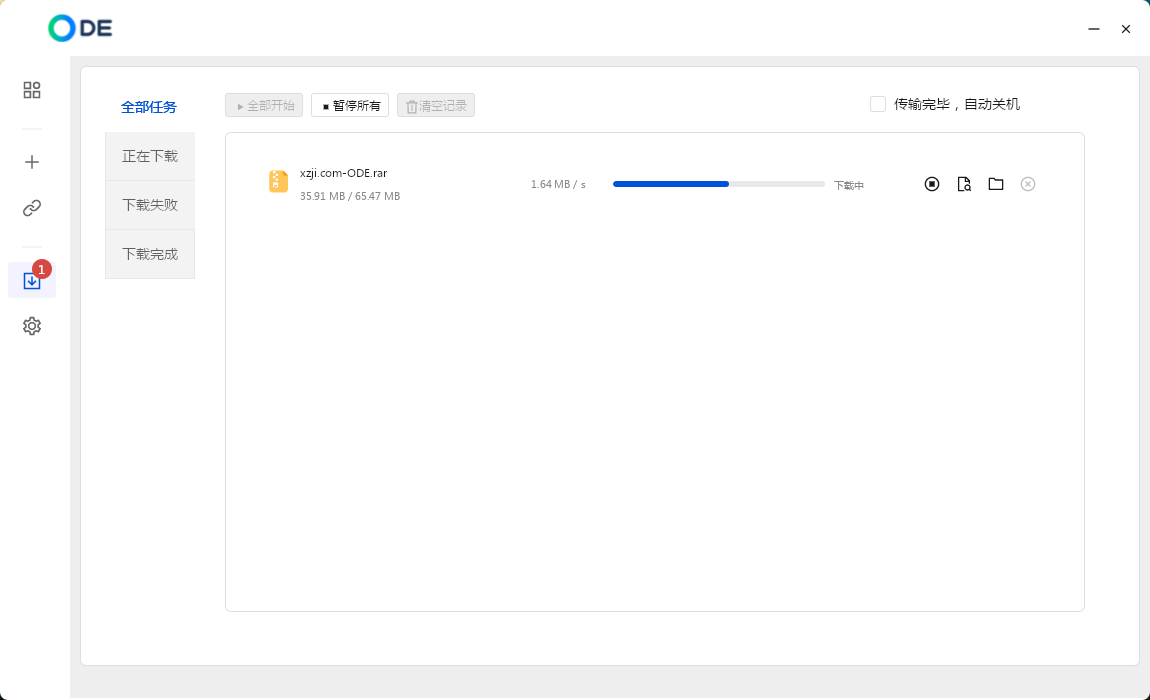 ODE
全部任务
正在下载
下载失败
下载完成
1
全部开始
暂停所有
清空记录
传输完毕，自动关机
xzji.com-ODE.rar
35.91 MB / 65.47 MB
1.64 MB / s
下载中